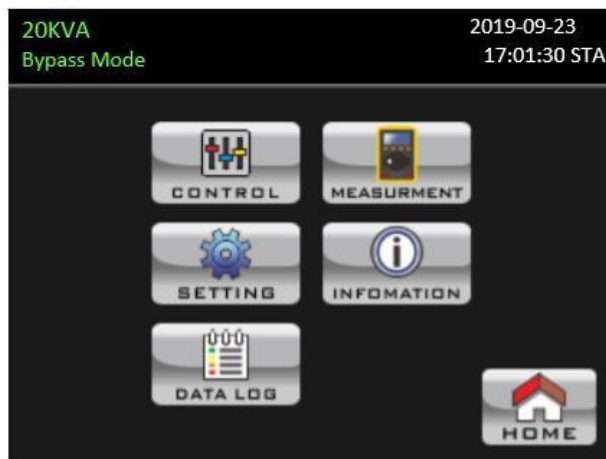 20KVA
2019-09-23
Bypass Mode
17:01:30 STA
CONTROL
MEASURMENT
SETTING
INFOMATION
DATA LOG
HOME